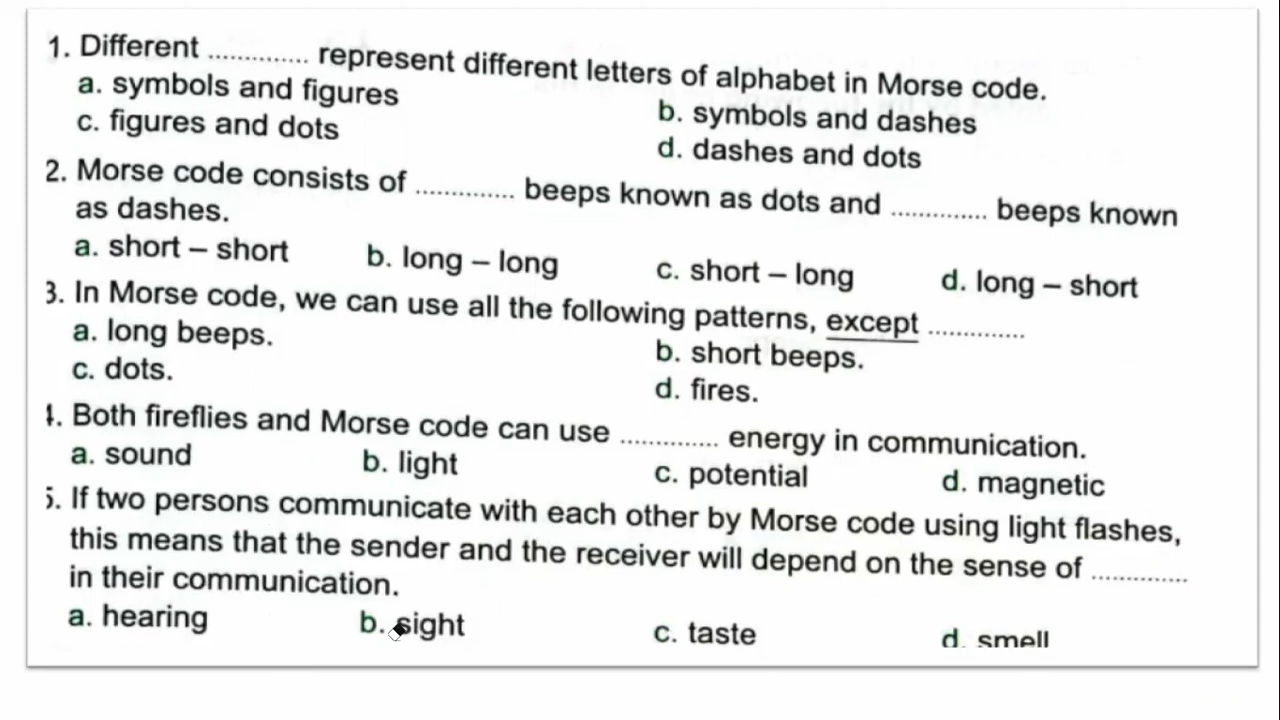 1. Different .............. represent different letters of alphabet in Morse code.
a. symbols and figures b. symbols and dashes
c. figures and dots d. dashes and dots
2. Morse code consists of .............. beeps known as dots and .............. beeps known
as dashes.
a. short – short b. long – long c. short – long d. long – short
3. In Morse code, we can use all the following patterns, except ..............
a. long beeps. b. short beeps.
c. dots. d. fires.
4. Both fireflies and Morse code can use .............. energy in communication.
a. sound b. light c. potential d. magnetic
5. If two persons communicate with each other by Morse code using light flashes,
this means that the sender and the receiver will depend on the sense of ..............
in their communication.
a. hearing b. sight c. taste d. smell